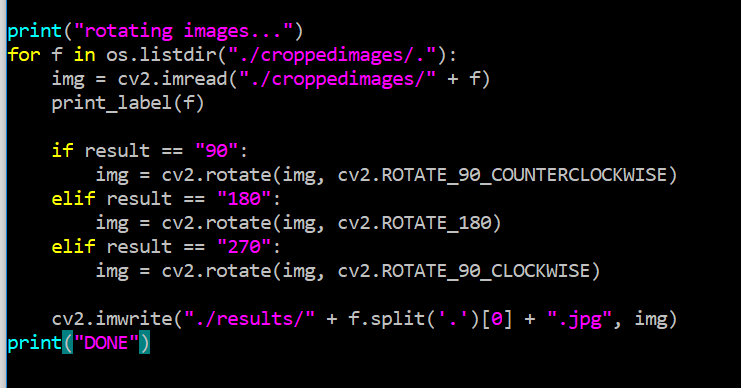 print("rotating images...")
for f in os.listdir("./croppedimages/."):
    img = cv2.imread("./croppedimages/" + f)
    print_label(f)

    if result == "90":
        img = cv2.rotate(img, cv2.ROTATE_90_COUNTERCLOCKWISE)
    elif result == "180":
        img = cv2.rotate(img, cv2.ROTATE_180)
    elif result == "270":
        img = cv2.rotate(img, cv2.ROTATE_90_CLOCKWISE)

    cv2.imwrite("./results/" + f.split('.')[0] + ".jpg", img)
print("DONE")